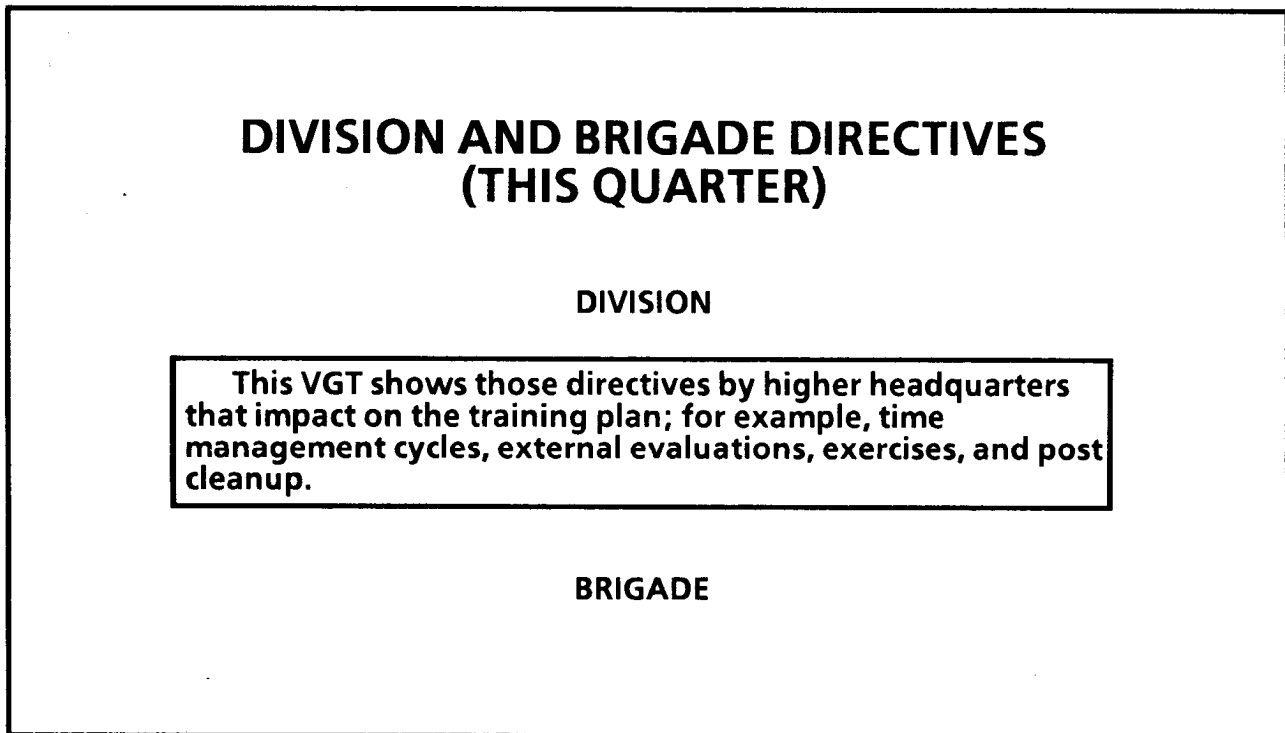 DIVISION AND BRIGADE DIRECTIVES
(THIS QUARTER)
DIVISION
This VGT shows those directives by higher headquarters
that impact on the training plan; for example, time
management cycles, external evaluations, exercises, and post
cleanup.
BRIGADE